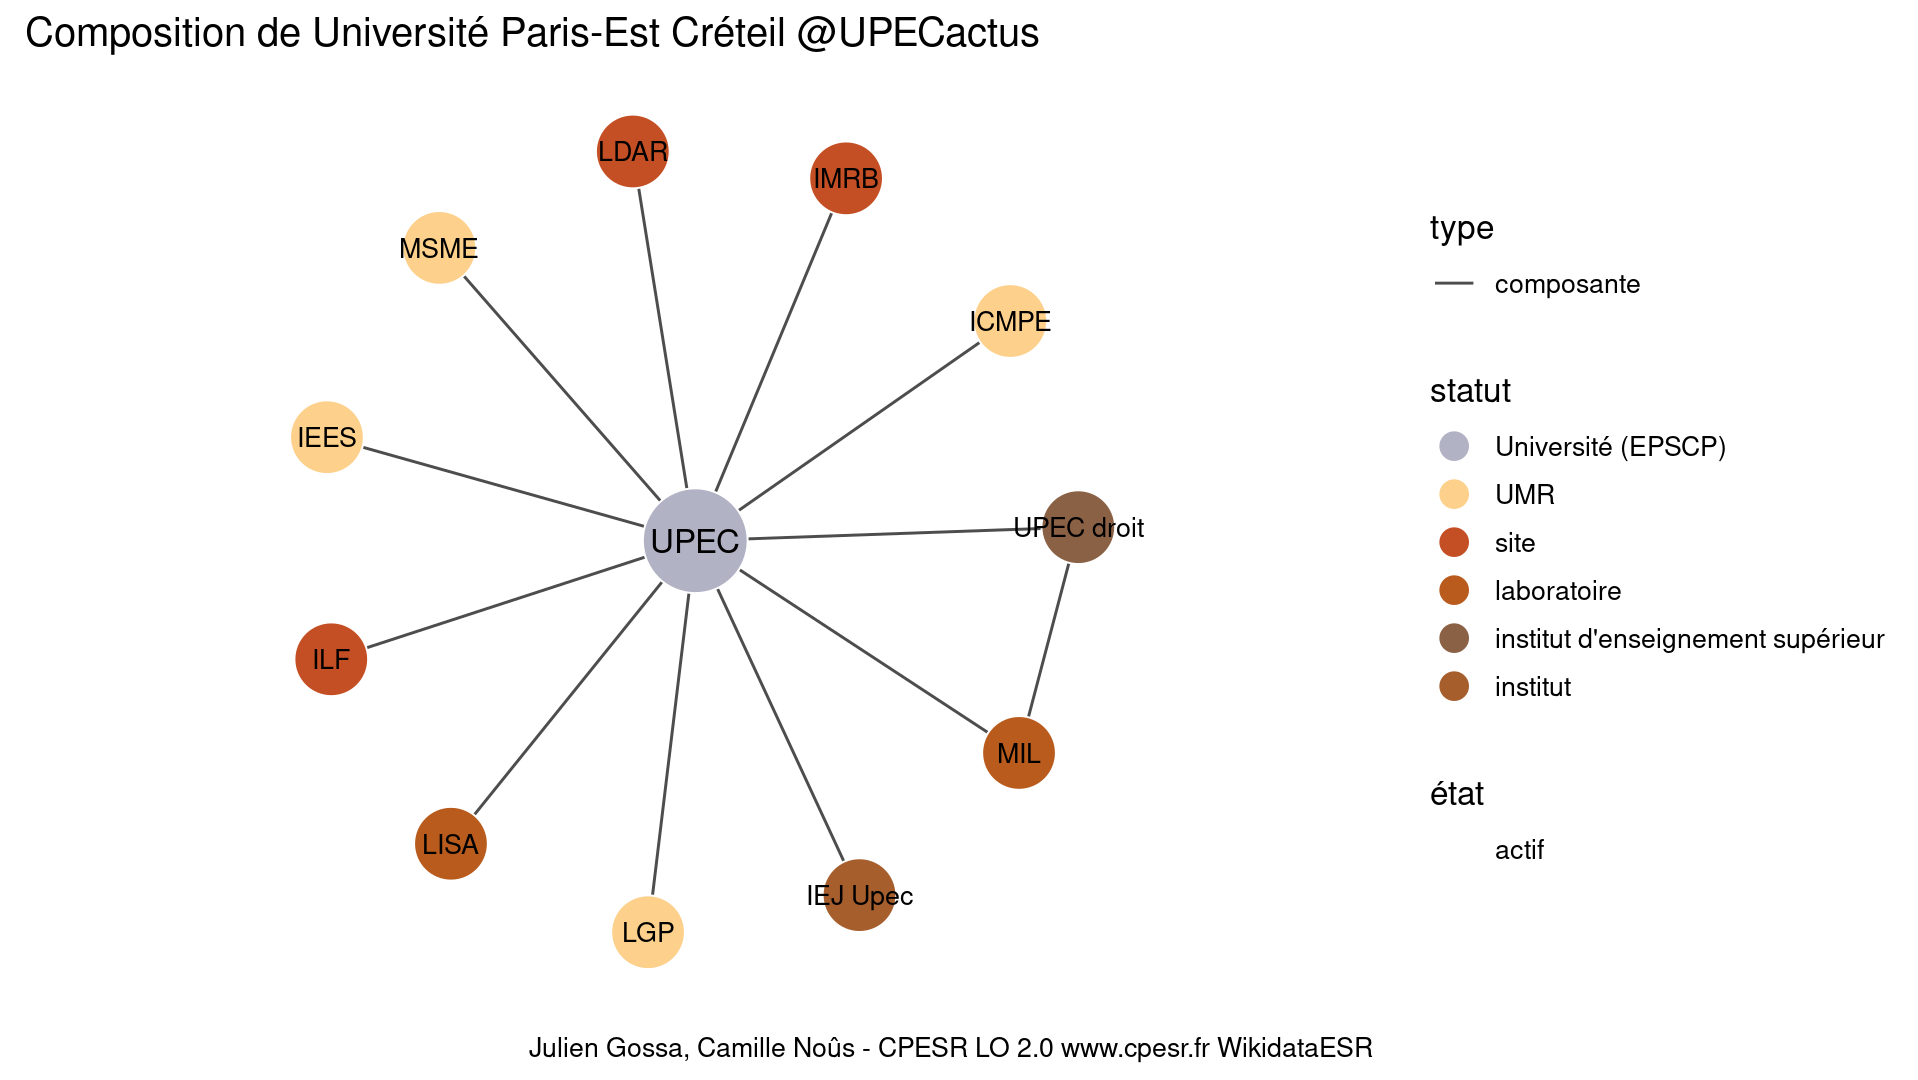 Composition de Université Paris-Est Créteil @UPECactus
LDAR
IMRB
MSME
ICMPE
IEES
UPEC droit
UPEC
ILF
MIL
LISA
IEJ Upec
LGP
type
composante
statut
Université (EPSCP)
UMR
site
laboratoire
institut d'enseignement supérieur
institut
état
actif
Julien Gossa, Camille Noûs - CPESR LO 2.0 www.cpesr.fr WikidataESR